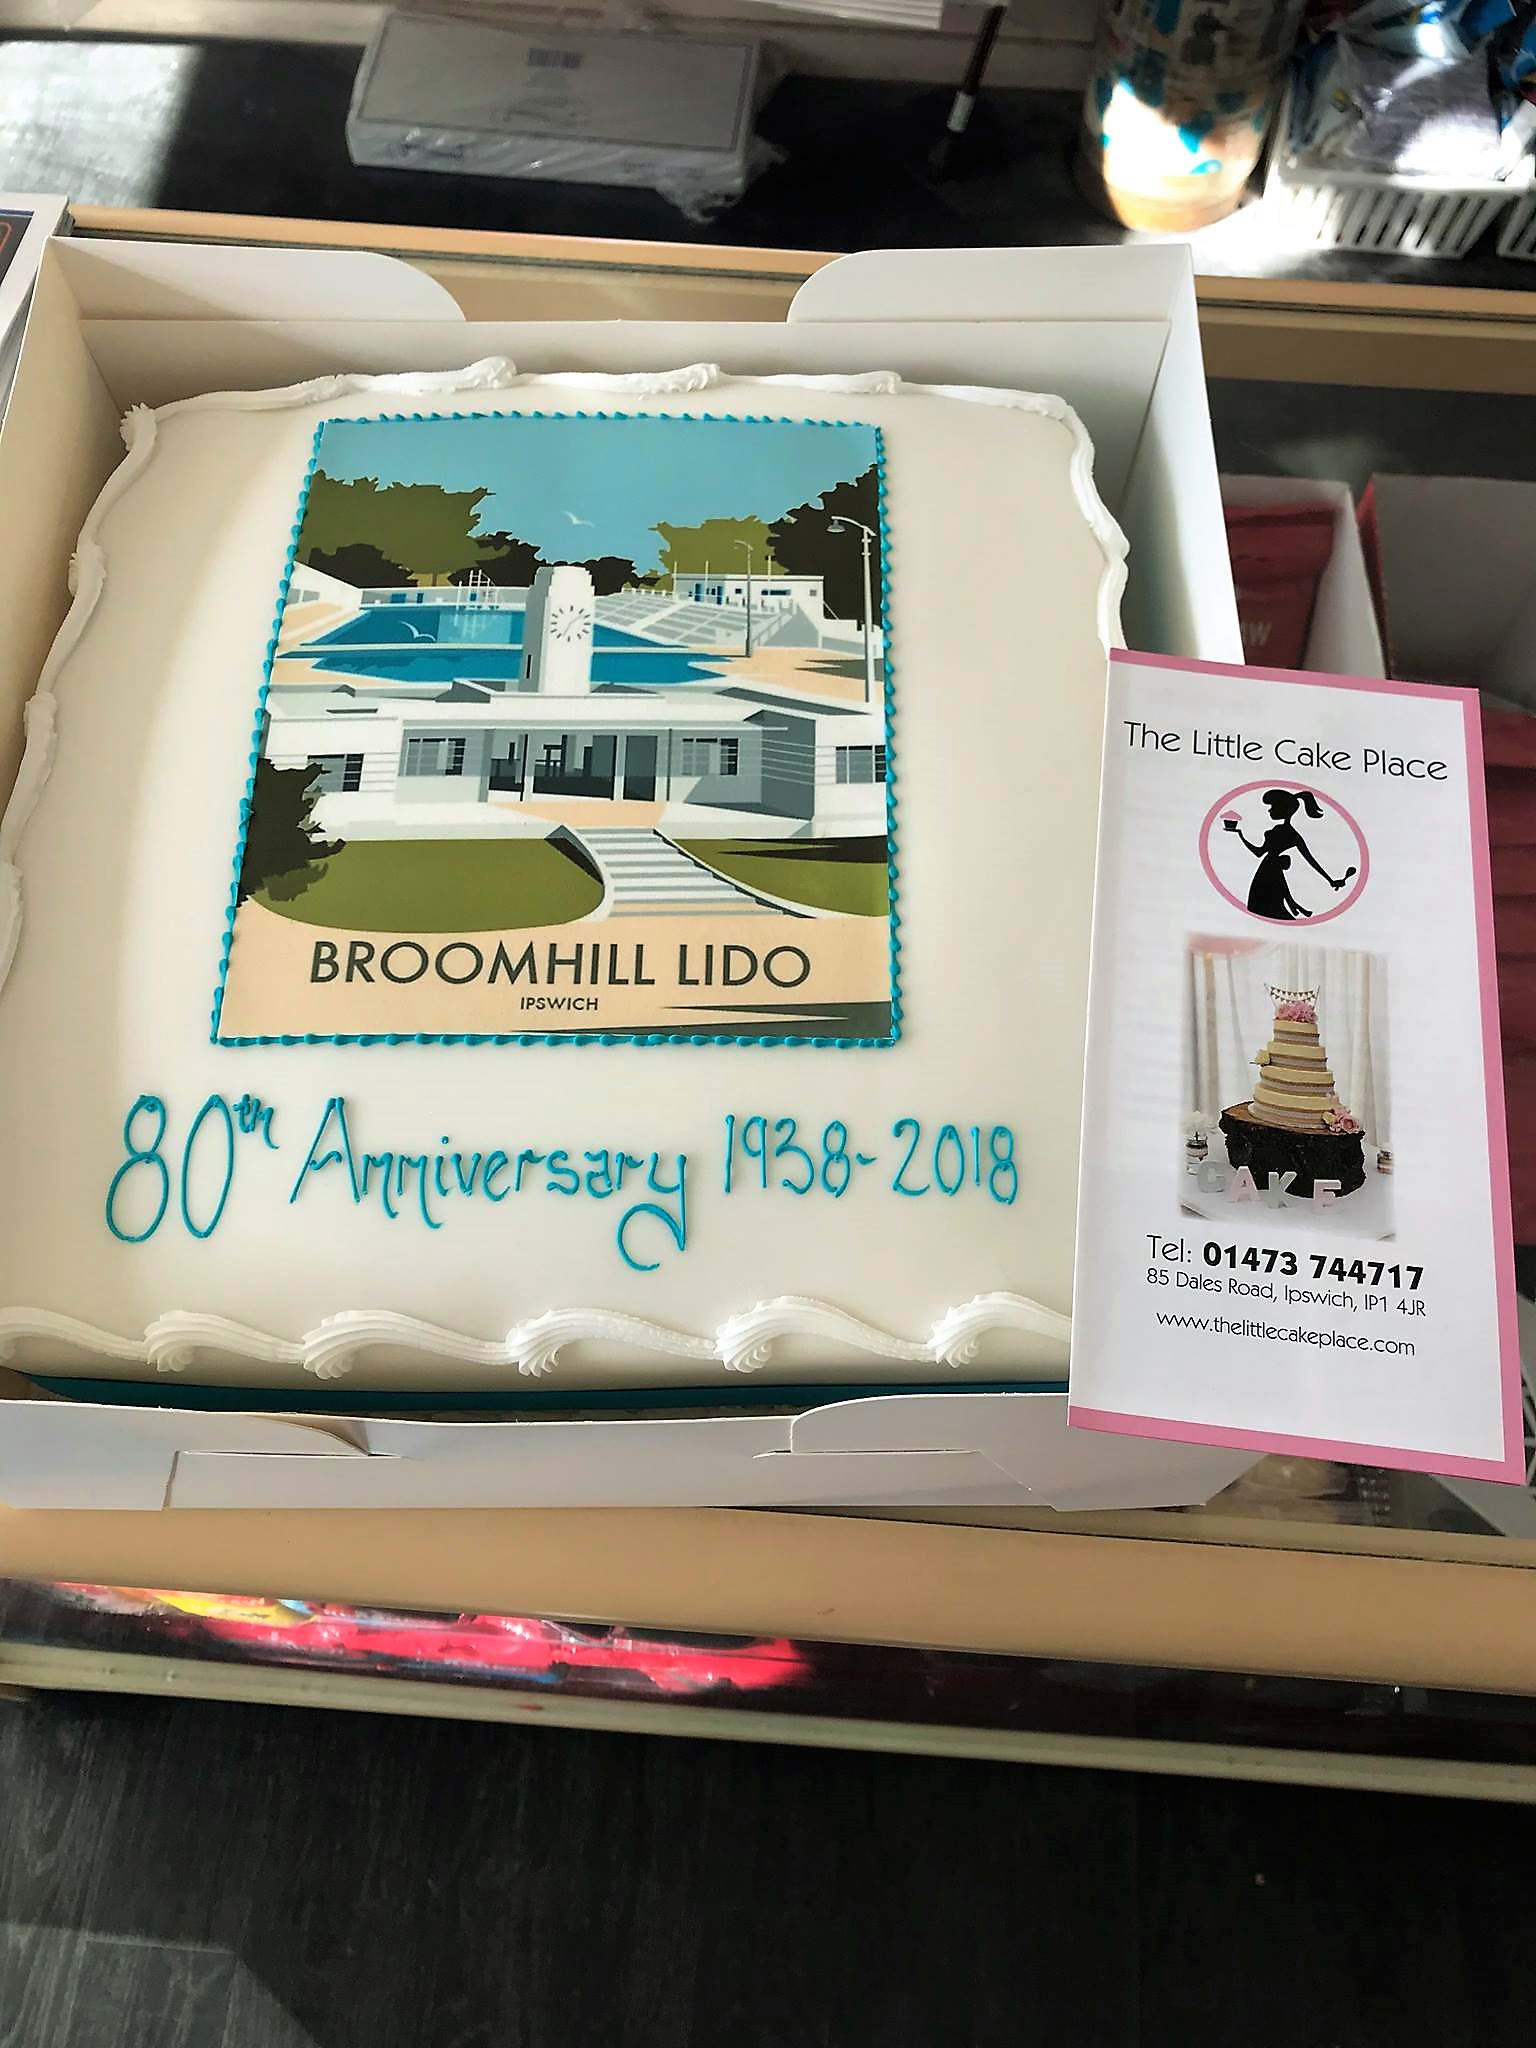 BROOMHILL LIDO
IPSWICH
80th Anniversary 1938-2018
The Little Cake Place
CAKE
Tel: 01473 744717
85 Dales Road, Ipswich, IP1 4JR
www.thelittlecakeplace.com